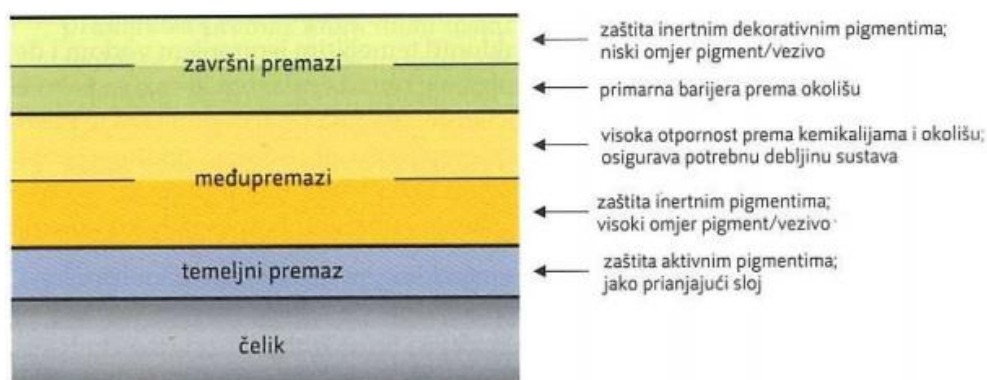 zaštita inertnim dekorativnim pigmentima;
niski omjer pigment/vezivo
završni premazi
primarna barijera prema okolišu
visoka otpornost prema kemikalijama i okolišu;
osigurava potrebnu debljinu sustava
međupremazi
zaštita inertnim pigmentima;
visoki omjer pigment/vezivo
temeljni premaz
zaštita aktivnim pigmentima;
jako prianjajući sloj
čelik